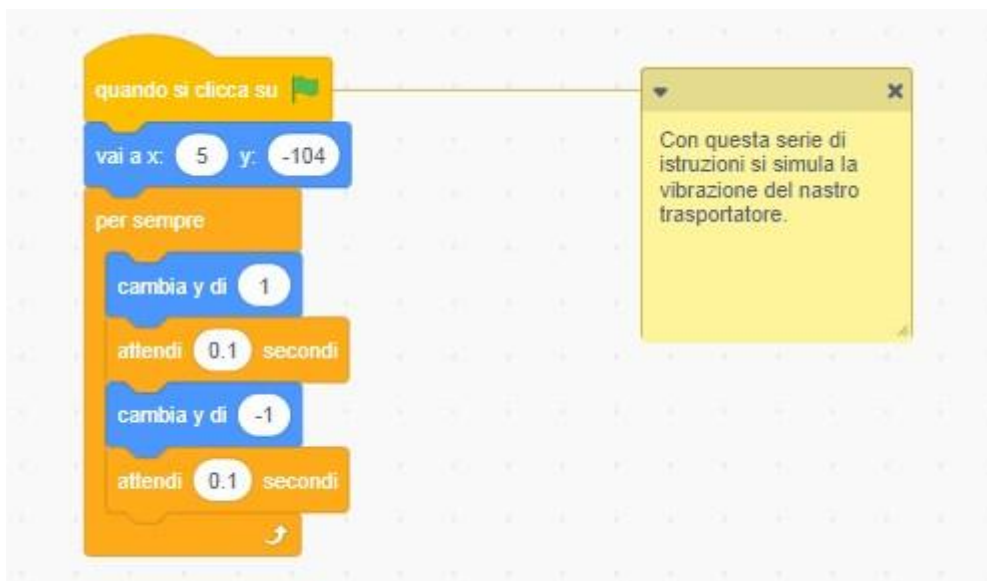 quando si clicca su
vai a x: 5 y: -104
per sempre
cambia y di 1
attendi 0.1 secondi
cambia y di -1
attendi 0.1 secondi
Con questa serie di
istruzioni si simula la
vibrazione del nastro
trasportatore.